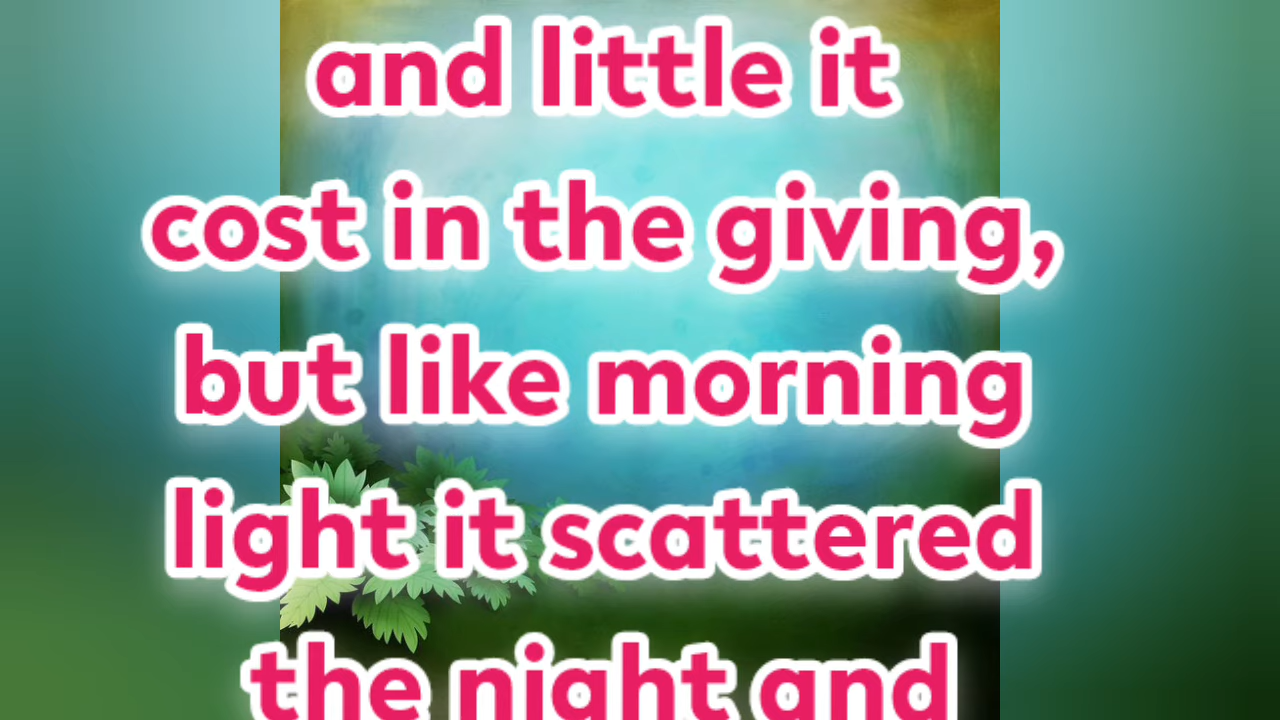 and little it
cost in the giving,
but like morning
light it scattered
the night and